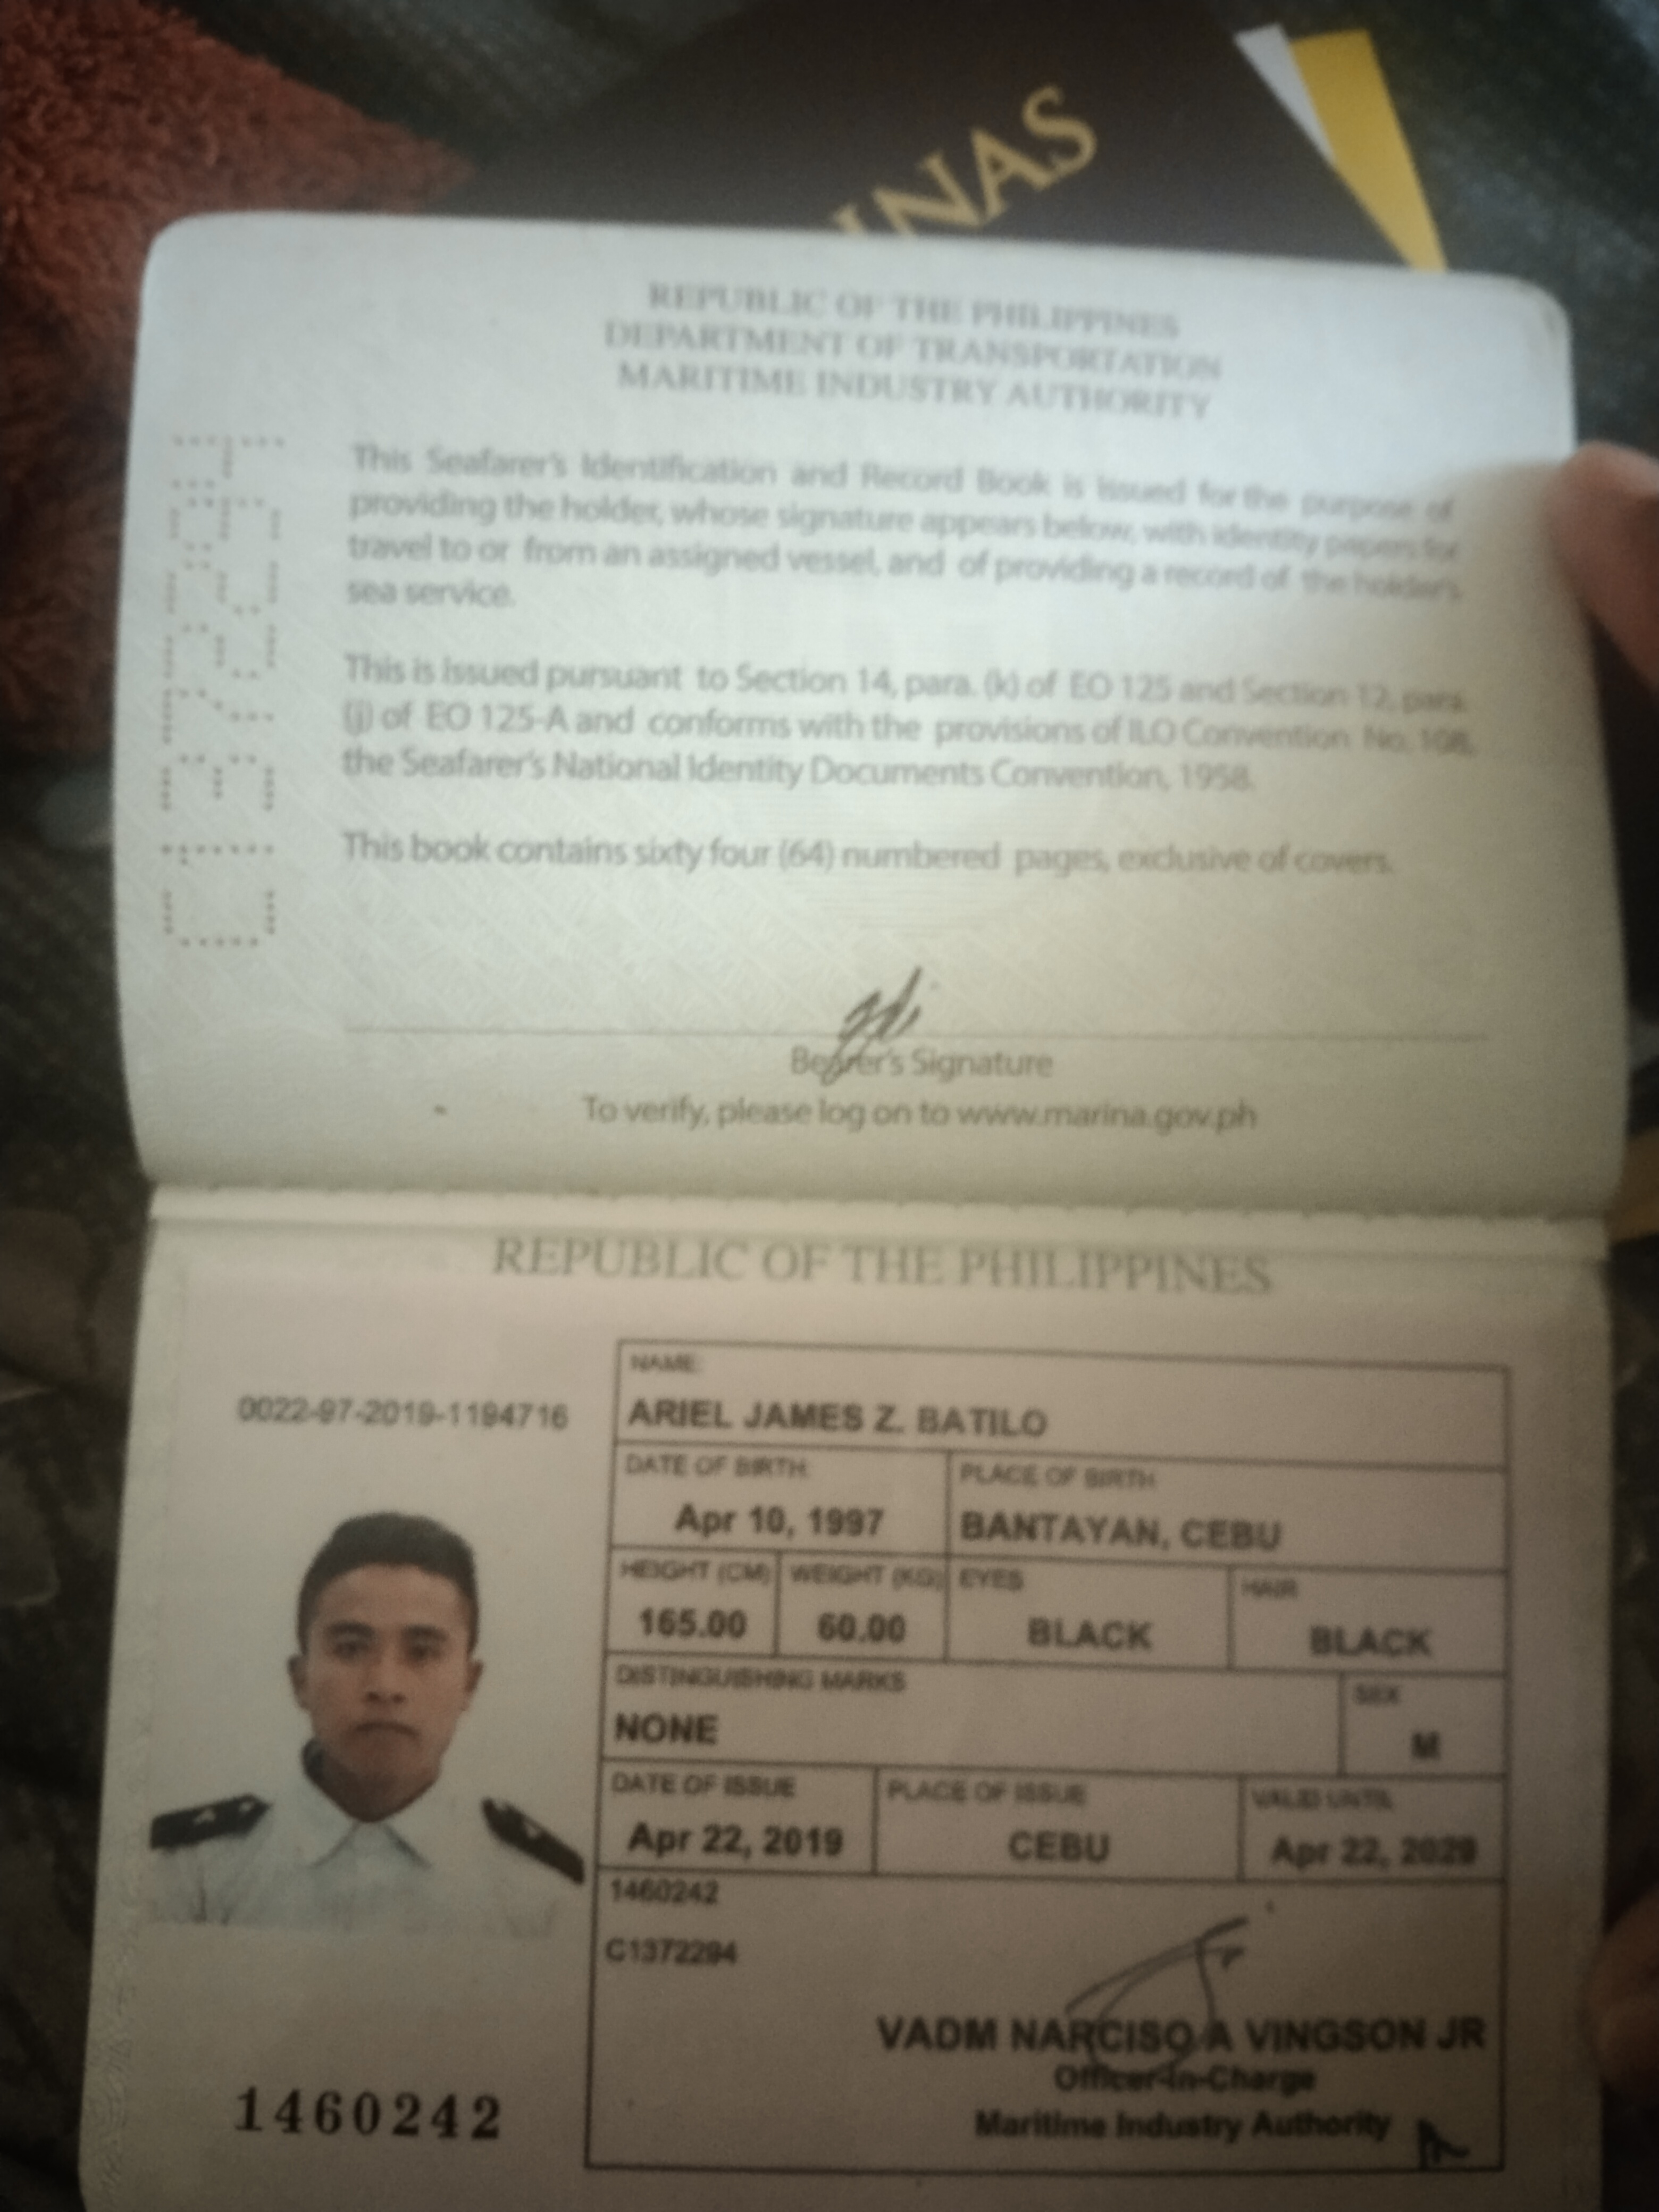 INAS
REPUBLIC OF THE PHILIPPINES
DEPARTMENT OF TRANSPORTATION
MARITIME INDUSTRY AUTHORITY
This Seafarer's Identification and Record Book is issued for the purpose of
providing the holder, whose signature appears below, with identity papers for
travel to or from an assigned vessel, and of providing a record of the holder's
sea service.
This is issued pursuant to Section 14, para. (k) of EO 125 and Section 12, para.
(j) of EO 125-A and conforms with the provisions of ILO Convention No. 108,
the Seafarer's National Identity Documents Convention, 1958.
This book contains sixty four (64) numbered pages, exclusive of covers.
Bearer's Signature
To verify, please log on to www.marina.gov.ph
REPUBLIC OF THE PHILIPPINES
0022-97-2019-1194716
NAME:
ARIEL JAMES Z. BATILO
DATE OF BIRTH: PLACE OF BIRTH:
Apr 10, 1997 BANTAYAN, CEBU
HEIGHT (CM) WEIGHT (KG) EYES HAIR
165.00 60.00 BLACK BLACK
DISTINGUISHING MARKS SEX
NONE M
DATE OF ISSUE PLACE OF ISSUE VALID UNTIL
Apr 22, 2019 CEBU Apr 22, 2029
1460242
C1372294
VADM NARCISO A VINGSON JR
Officer-In-Charge
Maritime Industry Authority
1460242